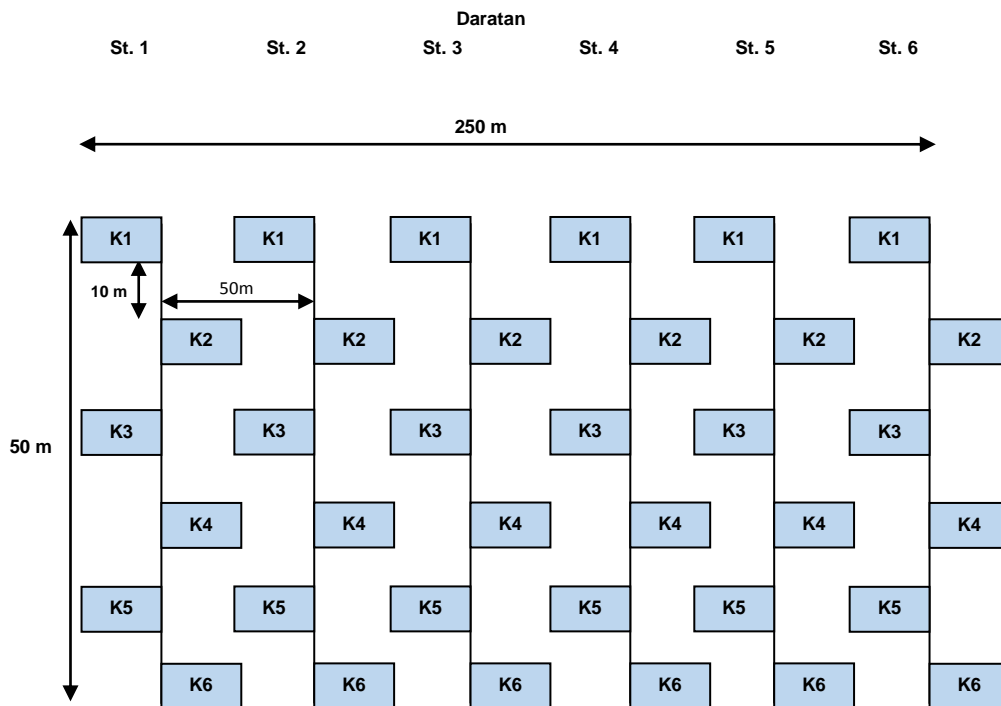 Daratan
St. 1 St. 2 St. 3 St. 4 St. 5 St. 6
250 m
K1 K1 K1 K1 K1 K1
10 m 50m
K2 K2 K2 K2 K2 K2
K3 K3 K3 K3 K3 K3
50 m
K4 K4 K4 K4 K4 K4
K5 K5 K5 K5 K5 K5
K6 K6 K6 K6 K6 K6